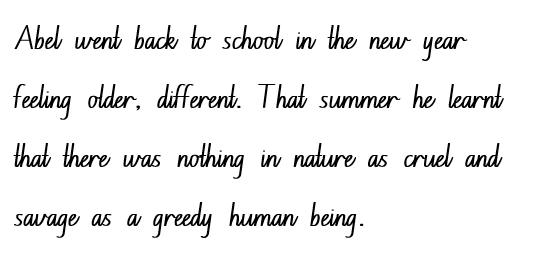 Abel went back to school in the new year
feeling older, different. That summer he learnt
that there was nothing in nature as cruel and
savage as a greedy human being.